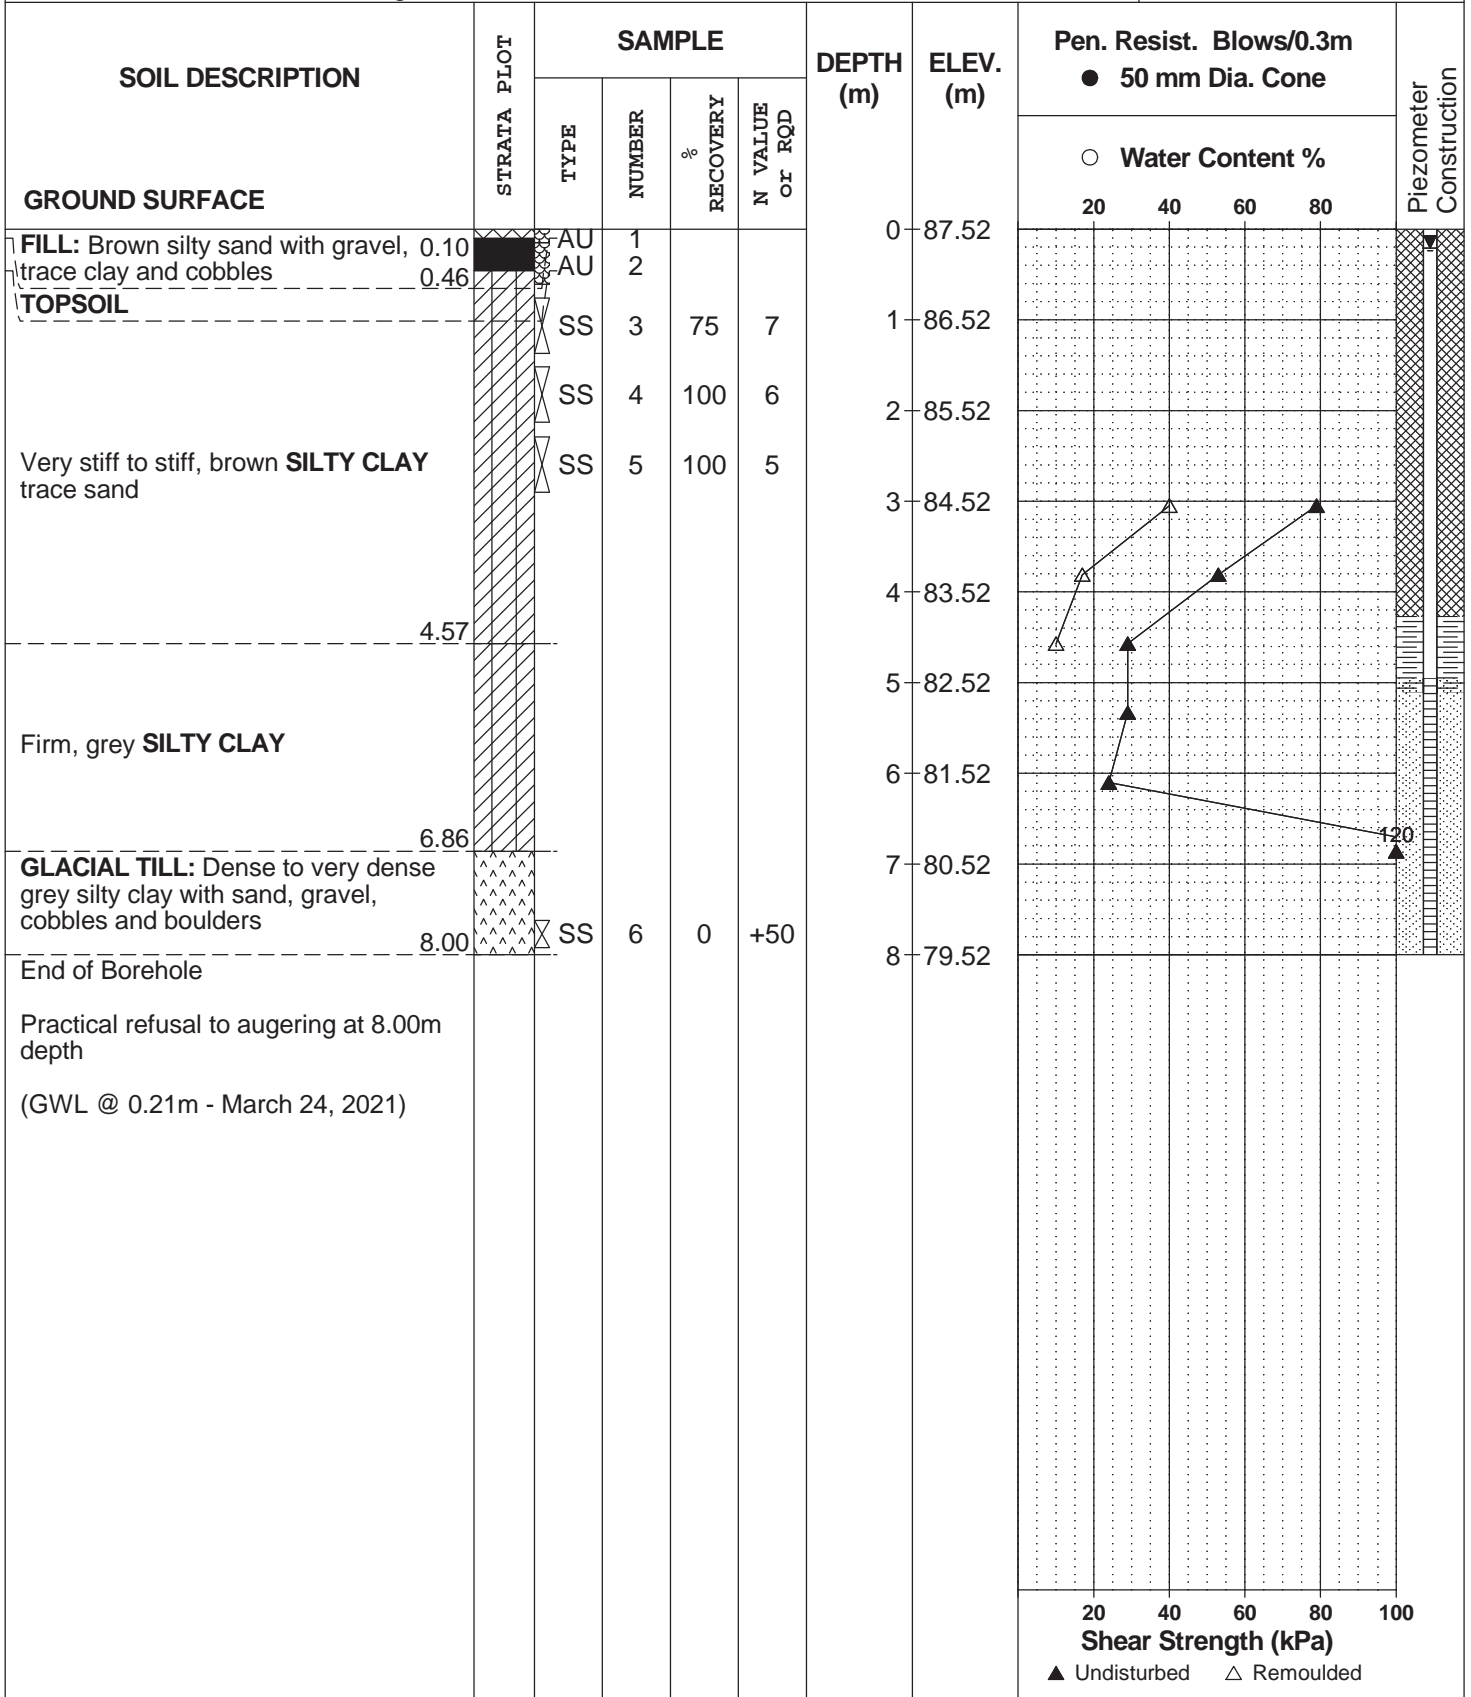 SOIL DESCRIPTION
GROUND SURFACE
STRATA PLOT
SAMPLE
TYPE
NUMBER
%
RECOVERY
N VALUE
or RQD
DEPTH
(m)
ELEV.
(m)
Pen. Resist. Blows/0.3m
● 50 mm Dia. Cone
○ Water Content %
20 40 60 80
Piezometer
Construction
FILL: Brown silty sand with gravel, 0.10
trace clay and cobbles
0.46
TOPSOIL
AU 1
AU 2
SS 3 75 7
SS 4 100 6
SS 5 100 5
Very stiff to stiff, brown SILTY CLAY
trace sand
4.57
Firm, grey SILTY CLAY
6.86
GLACIAL TILL: Dense to very dense
grey silty clay with sand, gravel,
cobbles and boulders
8.00
SS 6 0 +50
End of Borehole
Practical refusal to augering at 8.00m
depth
(GWL @ 0.21m - March 24, 2021)
0 87.52
1 86.52
2 85.52
3 84.52
4 83.52
5 82.52
6 81.52
7 80.52
8 79.52
120
20 40 60 80 100
Shear Strength (kPa)
▲ Undisturbed △ Remoulded